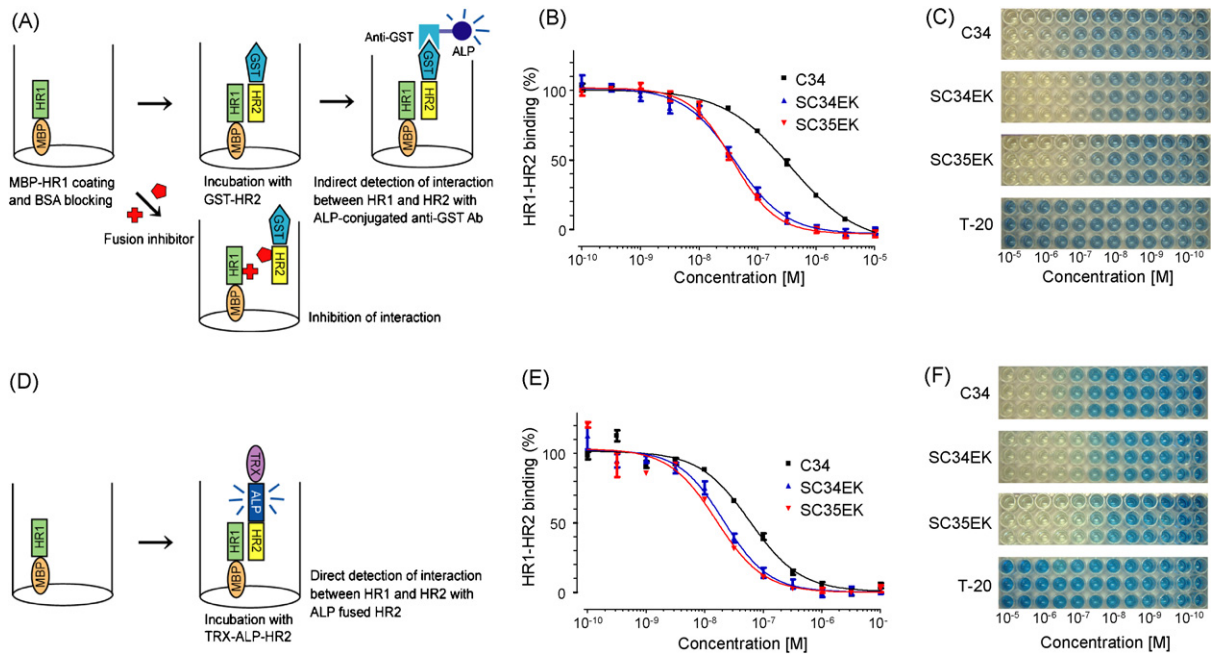 (A)
HR1
MBP
MBP-HR1 coating
and BSA blocking
Fusion inhibitor
GST
HR1
HR2
MBP
Incubation with
GST-HR2
GST
HR1
HR2
MBP
Inhibition of interaction
Anti-GST
ALP
GST
HR1
HR2
MBP
Indirect detection of interaction
between HR1 and HR2 with
ALP-conjugated anti-GST Ab
(B)
HR1-HR2 binding (%)
100
50
0
C34
SC34EK
SC35EK
10-10 10-9 10-8 10-7 10-6 10-5
Concentration [M]
(C)
C34
SC34EK
SC35EK
T-20
10-5 10-6 10-7 10-8 10-9 10-10
Concentration [M]
(D)
HR1
MBP
TRX
ALP
HR1
HR2
MBP
Incubation with
TRX-ALP-HR2
Direct detection of interaction
between HR1 and HR2 with
ALP fused HR2
(E)
HR1-HR2 binding (%)
100
50
0
C34
SC34EK
SC35EK
10-10 10-9 10-8 10-7 10-6 10-
Concentration [M]
(F)
C34
SC34EK
SC35EK
T-20
10-5 10-6 10-7 10-8 10-9 10-10
Concentration [M]